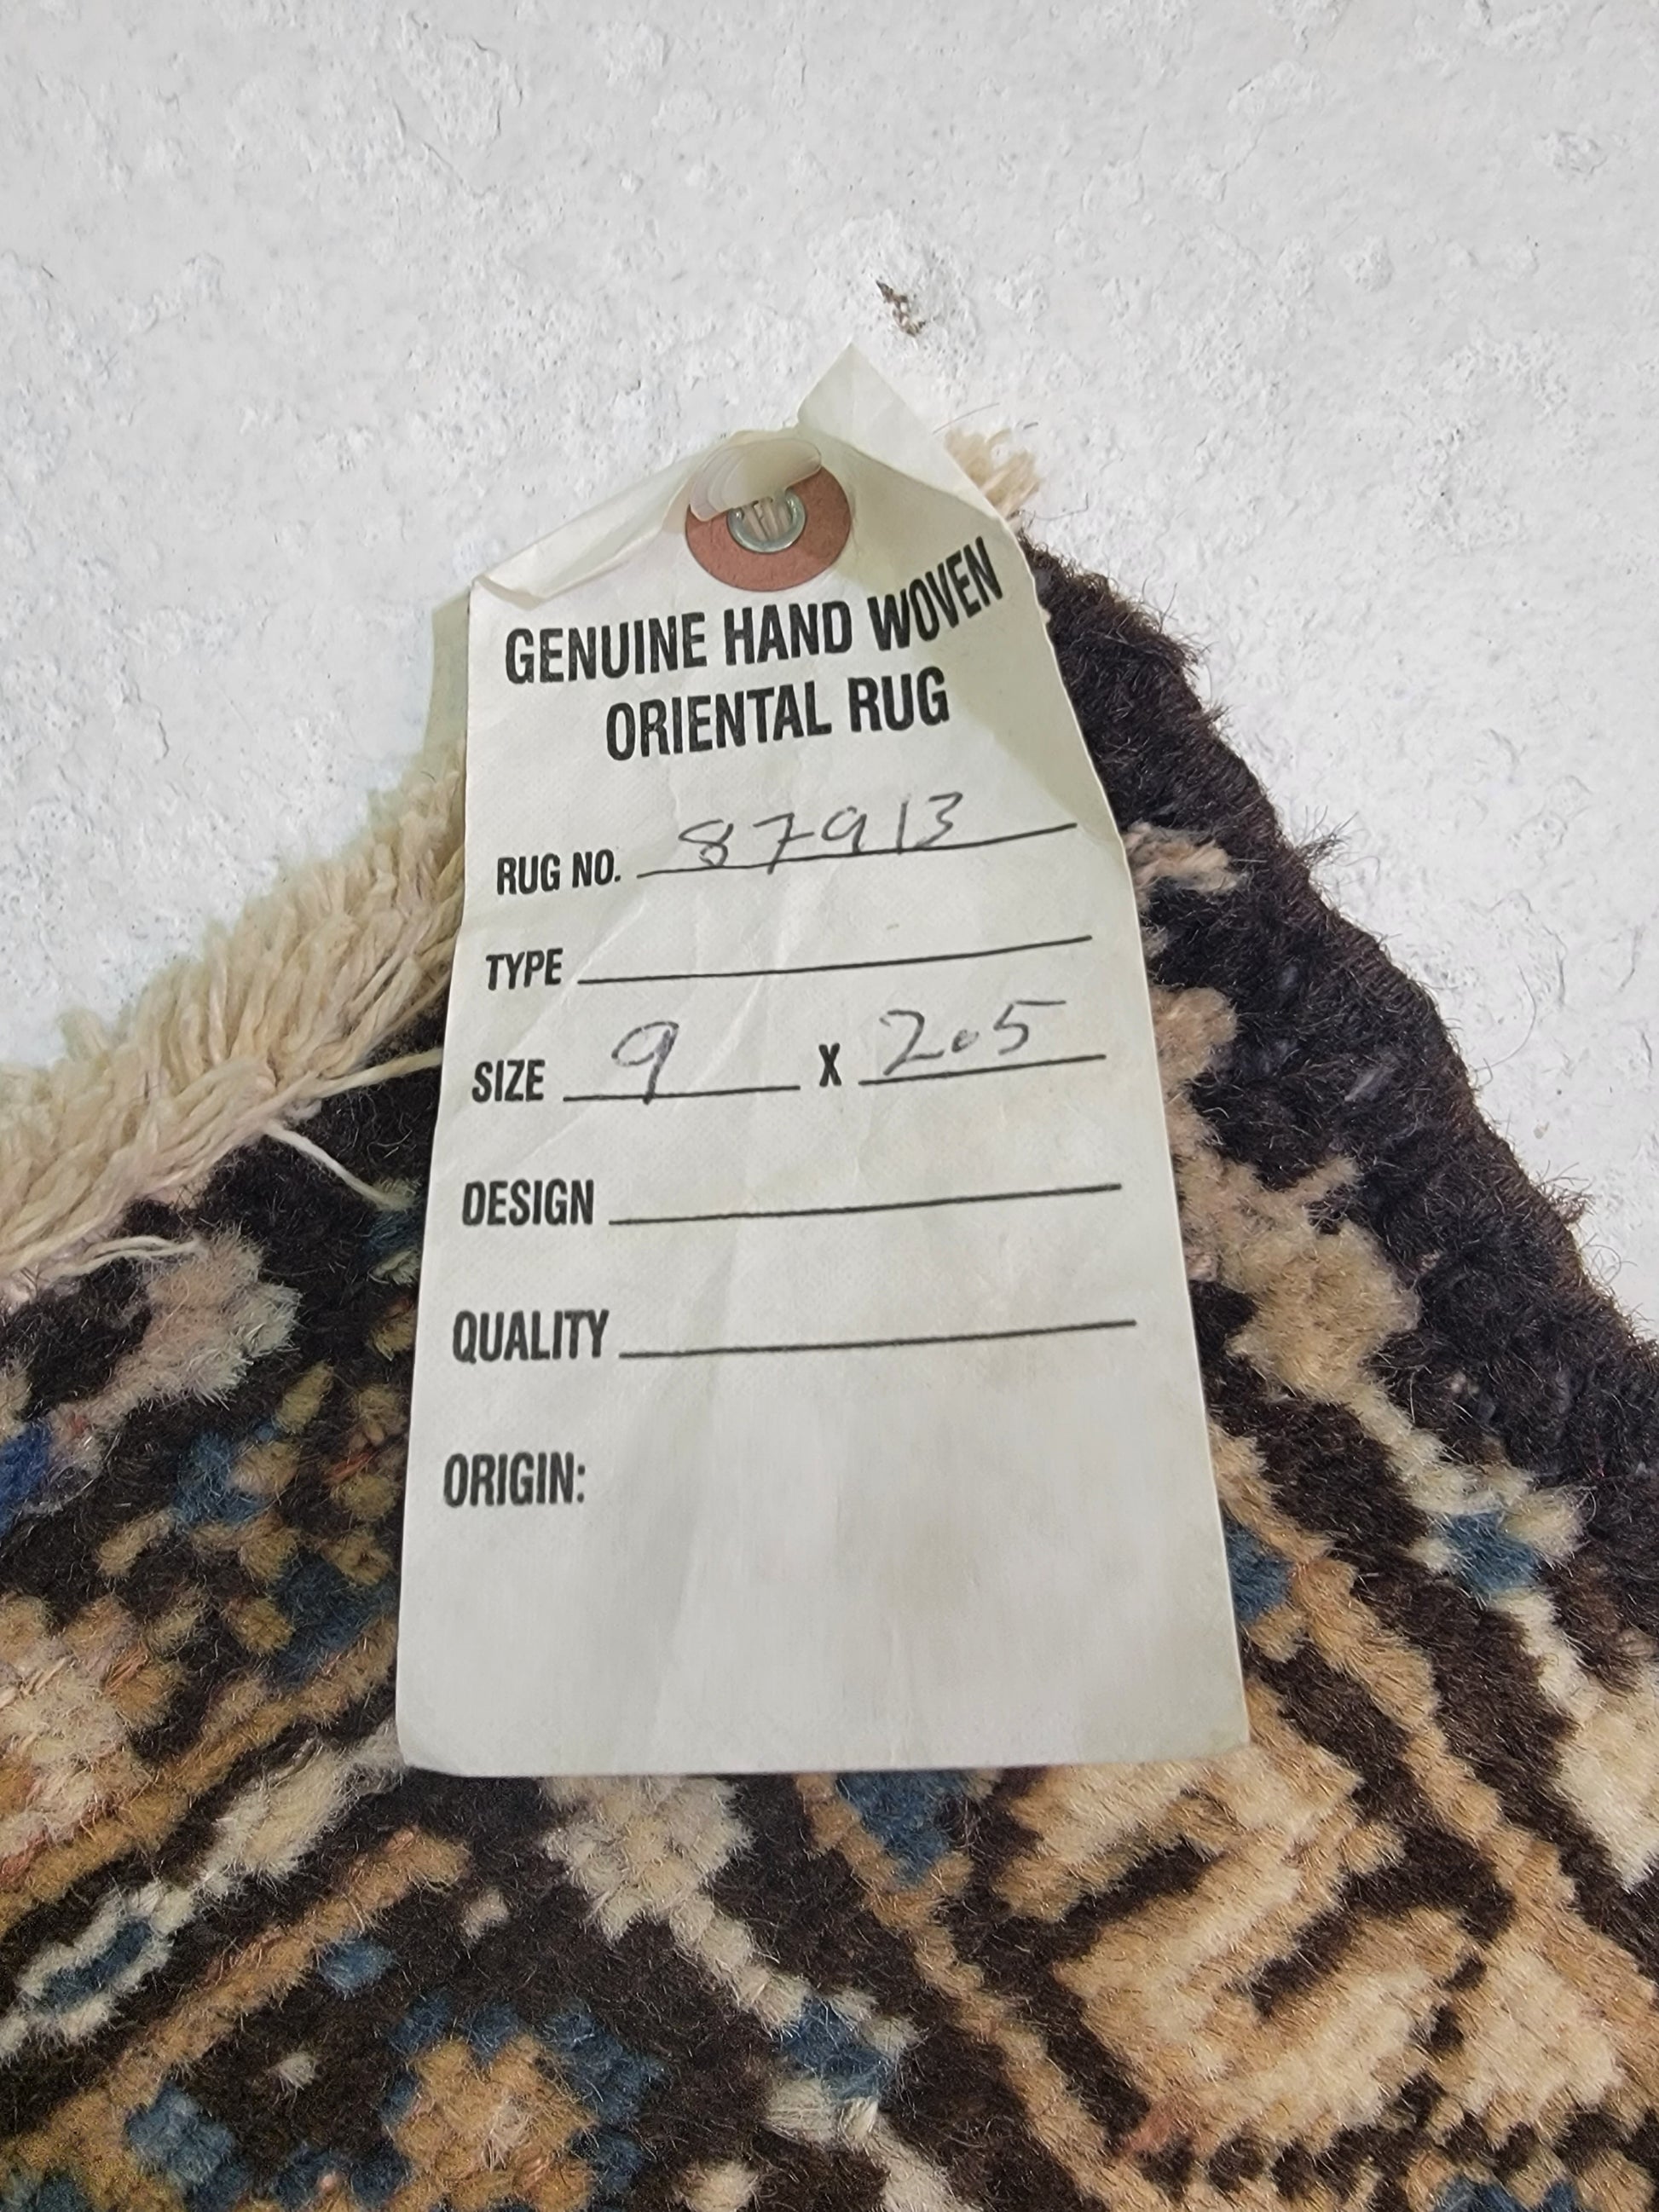 GENUINE HAND WOVEN
ORIENTAL RUG
RUG NO. 87913
TYPE
SIZE 9 X 2.5
DESIGN
QUALITY
ORIGIN: